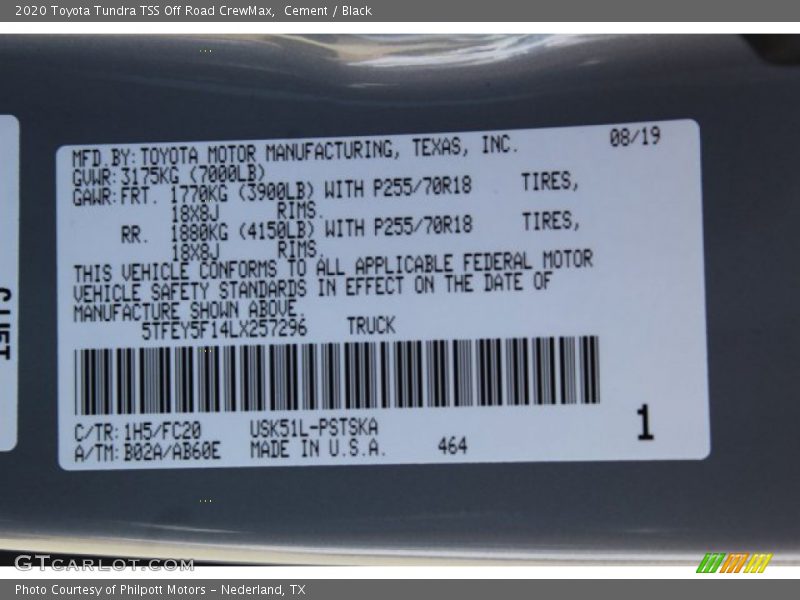 2020 Toyota Tundra TSS Off Road CrewMax,  Cement / Black
MFD.BY:TOYOTA MOTOR MANUFACTURING, TEXAS, INC. 08/19
GVWR:3175KG (7000LB)
GAWR:FRT. 1770KG (3900LB) WITH P255/70R18 TIRES,
18X8J RIMS.
RR. 1880KG (4150LB) WITH P255/70R18 TIRES,
18X8J RIMS.
THIS VEHICLE CONFORMS TO ALL APPLICABLE FEDERAL MOTOR
VEHICLE SAFETY STANDARDS IN EFFECT ON THE DATE OF
MANUFACTURE SHOWN ABOVE.
5TFEY5F14LX257296 TRUCK
C/TR:1H5/FC20 USK51L-PSTSKA
A/TM:B02A/AB60E MADE IN U.S.A. 464
1
GTCARLOT.COM
Photo Courtesy of Philpott Motors - Nederland, TX